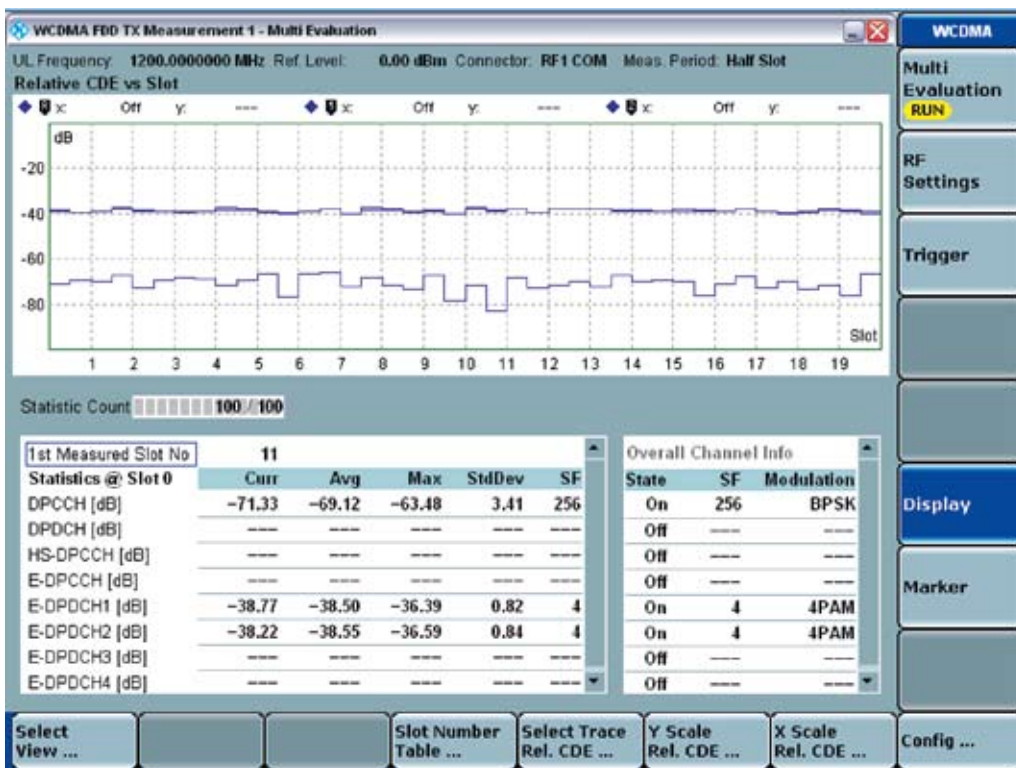 WCDMA FDD TX Measurement 1 - Multi Evaluation
WCDMA
UL Frequency: 1200.0000000 MHz Ref. Level: 0.00 dBm Connector: RF1 COM Meas. Period: Half Slot
Relative CDE vs Slot
x: Off y: --- x: Off y: --- x: Off y: ---
dB
-20
-40
-60
-80
Slot
1 2 3 4 5 6 7 8 9 10 11 12 13 14 15 16 17 18 19
Statistic Count 100 / 100
1st Measured Slot No 11
Statistics @ Slot 0 Curr Avg Max StdDev SF
DPCCH [dB] -71.33 -69.12 -63.48 3.41 256
DPDCH [dB] --- --- --- --- ---
HS-DPCCH [dB] --- --- --- --- ---
E-DPCCH [dB] --- --- --- --- ---
E-DPDCH1 [dB] -38.77 -38.50 -36.39 0.82 4
E-DPDCH2 [dB] -38.22 -38.55 -36.59 0.84 4
E-DPDCH3 [dB] --- --- --- --- ---
E-DPDCH4 [dB] --- --- --- --- ---
Overall Channel Info
State SF Modulation
On 256 BPSK
Off --- ---
Off --- ---
Off --- ---
On 4 4PAM
On 4 4PAM
Off --- ---
Off --- ---
Multi
Evaluation
RUN
RF
Settings
Trigger
Display
Marker
Select
View ...
Slot Number
Table ...
Select Trace
Rel. CDE ...
Y Scale
Rel. CDE ...
X Scale
Rel. CDE ...
Config ...